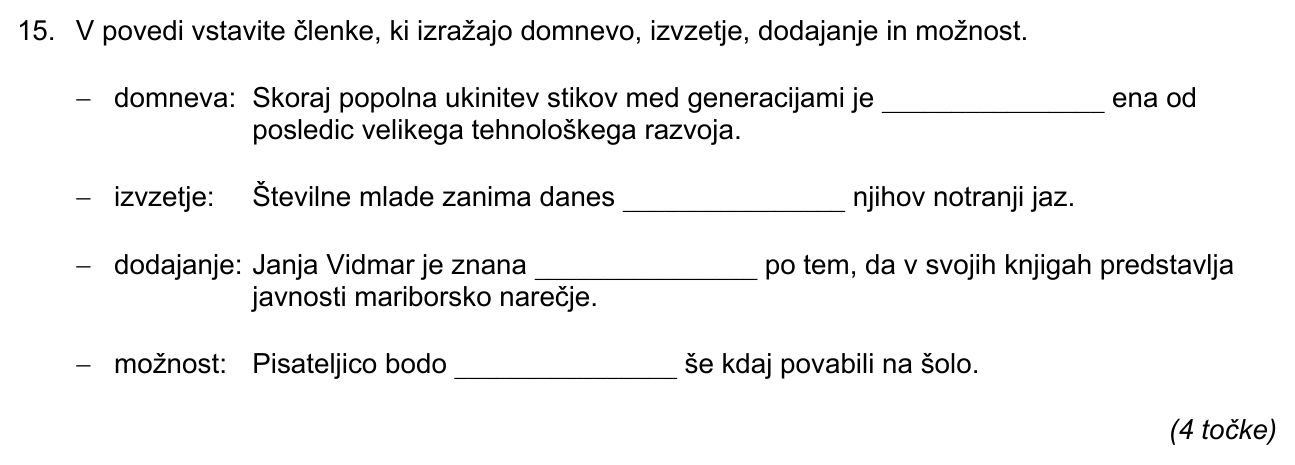 15. V povedi vstavite členke, ki izražajo domnevo, izvzetje, dodajanje in možnost.
– domneva: Skoraj popolna ukinitev stikov med generacijami je _______________ ena od
posledic velikega tehnološkega razvoja.
– izvzetje: Številne mlade zanima danes _______________ njihov notranji jaz.
– dodajanje: Janja Vidmar je znana _______________ po tem, da v svojih knjigah predstavlja
javnosti mariborsko narečje.
– možnost: Pisateljico bodo _______________ še kdaj povabili na šolo.
(4 točke)